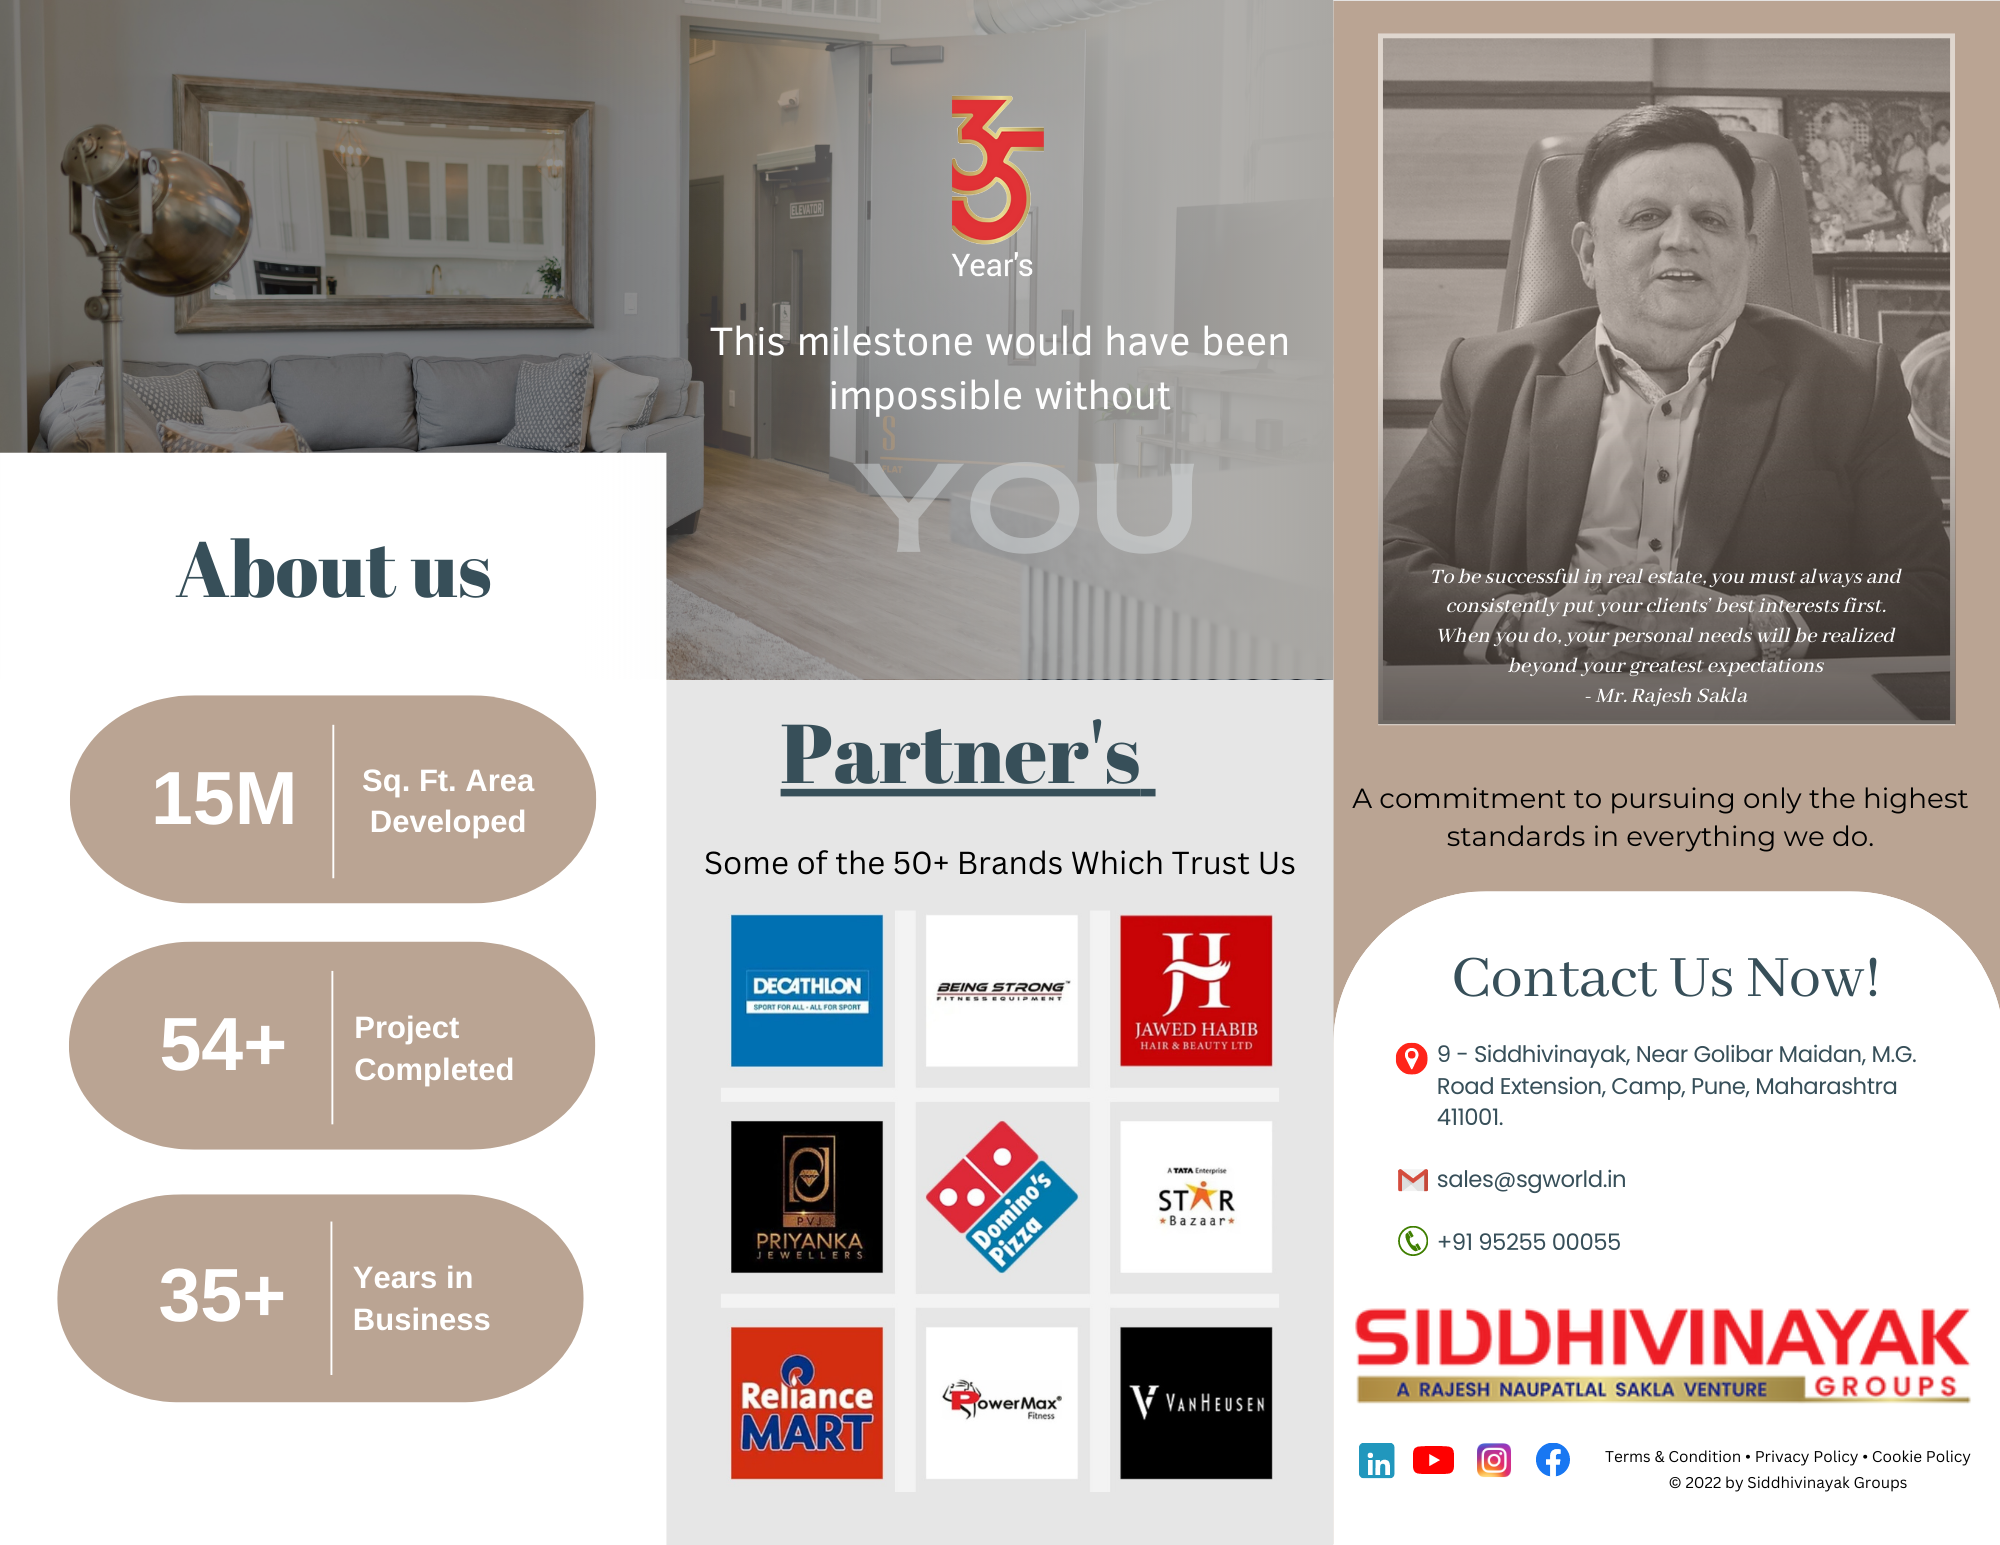 About us
15M
Sq. Ft. Area
Developed
54+
Project
Completed
35+
Years in
Business
ELEVATOR
35
Year's
This milestone would have been
impossible without
YOU
Partner's
Some of the 50+ Brands Which Trust Us
DECATHLON
SPORT FOR ALL - ALL FOR SPORT
BEING STRONG™
FITNESS EQUIPMENT
H
JAWED HABIB
HAIR & BEAUTY LTD
PVJ
PRIYANKA
JEWELLERS
Domino's
Pizza
A TATA Enterprise
STAR
Bazaar
Reliance
MART
PowerMax®
Fitness
V VANHEUSEN
To be successful in real estate, you must always and
consistently put your clients' best interests first.
When you do, your personal needs will be realized
beyond your greatest expectations
- Mr. Rajesh Sakla
A commitment to pursuing only the highest
standards in everything we do.
Contact Us Now!
9 - Siddhivinayak, Near Golibar Maidan, M.G.
Road Extension, Camp, Pune, Maharashtra
411001.
sales@sgworld.in
+91 95255 00055
SIDDHIVINAYAK
A RAJESH NAUPATLAL SAKLA VENTURE GROUPS
in
Terms & Condition • Privacy Policy • Cookie Policy
© 2022 by Siddhivinayak Groups